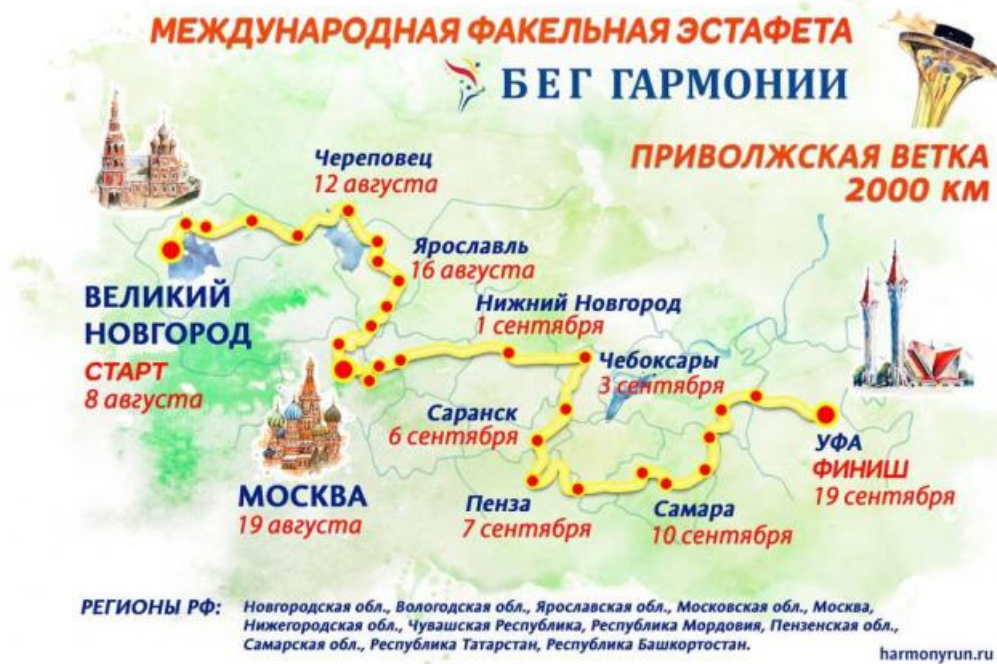 МЕЖДУНАРОДНАЯ ФАКЕЛЬНАЯ ЭСТАФЕТА
БЕГ ГАРМОНИИ
ПРИВОЛЖСКАЯ ВЕТКА
2000 КМ
Череповец
12 августа
Ярославль
16 августа
ВЕЛИКИЙ
НОВГОРОД
СТАРТ
8 августа
Нижний Новгород
1 сентября
Чебоксары
3 сентября
Саранск
6 сентября
МОСКВА
19 августа
Пенза
7 сентября
Самара
10 сентября
УФА
ФИНИШ
19 сентября
РЕГИОНЫ РФ: Новгородская обл., Вологодская обл., Ярославская обл., Московская обл., Москва,
Нижегородская обл., Чувашская Республика, Республика Мордовия, Пензенская обл.,
Самарская обл., Республика Татарстан, Республика Башкортостан.
harmonyrun.ru